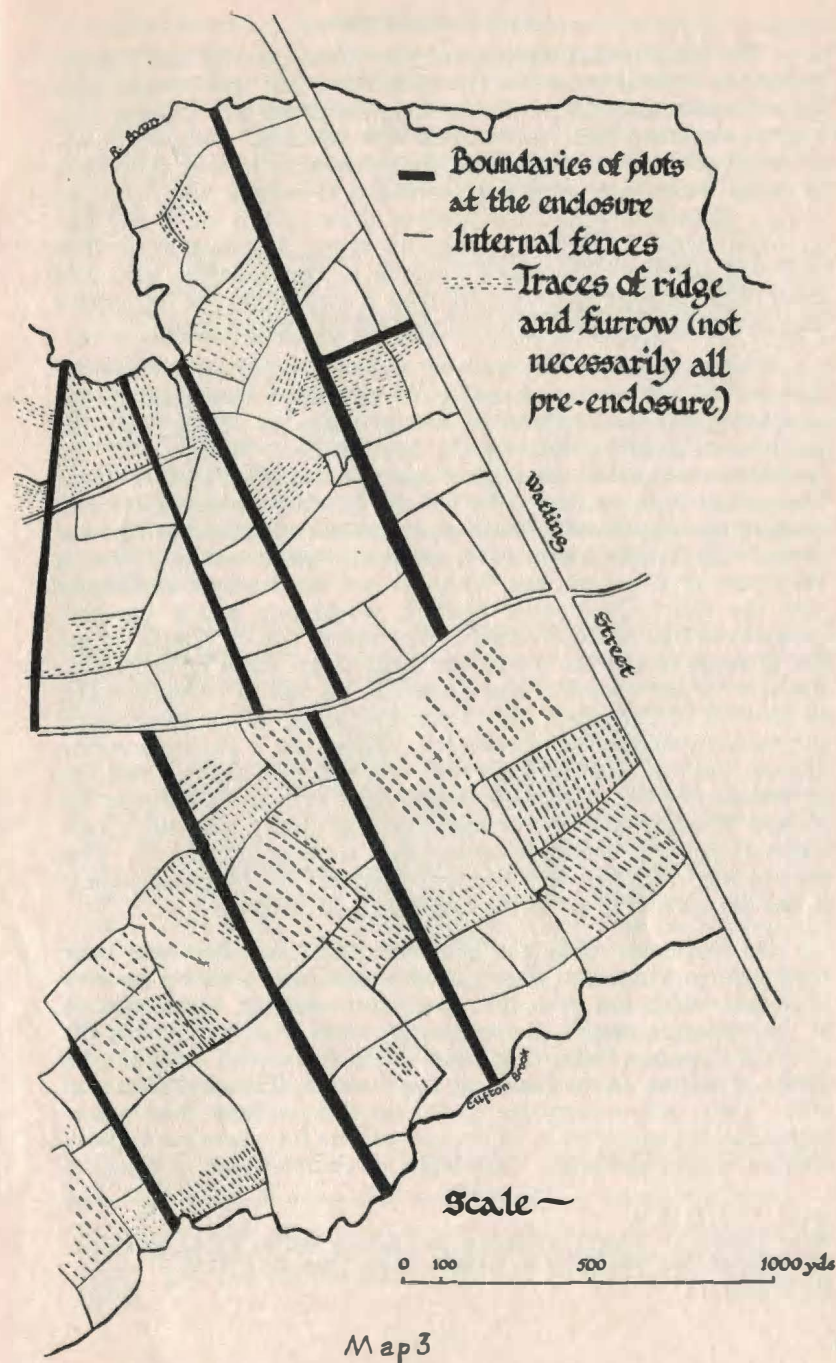 R. Avon
Boundaries of plots
at the enclosure
Internal fences
Traces of ridge
and furrow (not
necessarily all
pre-enclosure)
Watling
Street
Clifton Brook
Scale ~
0 100 500 1000 yds
Map 3